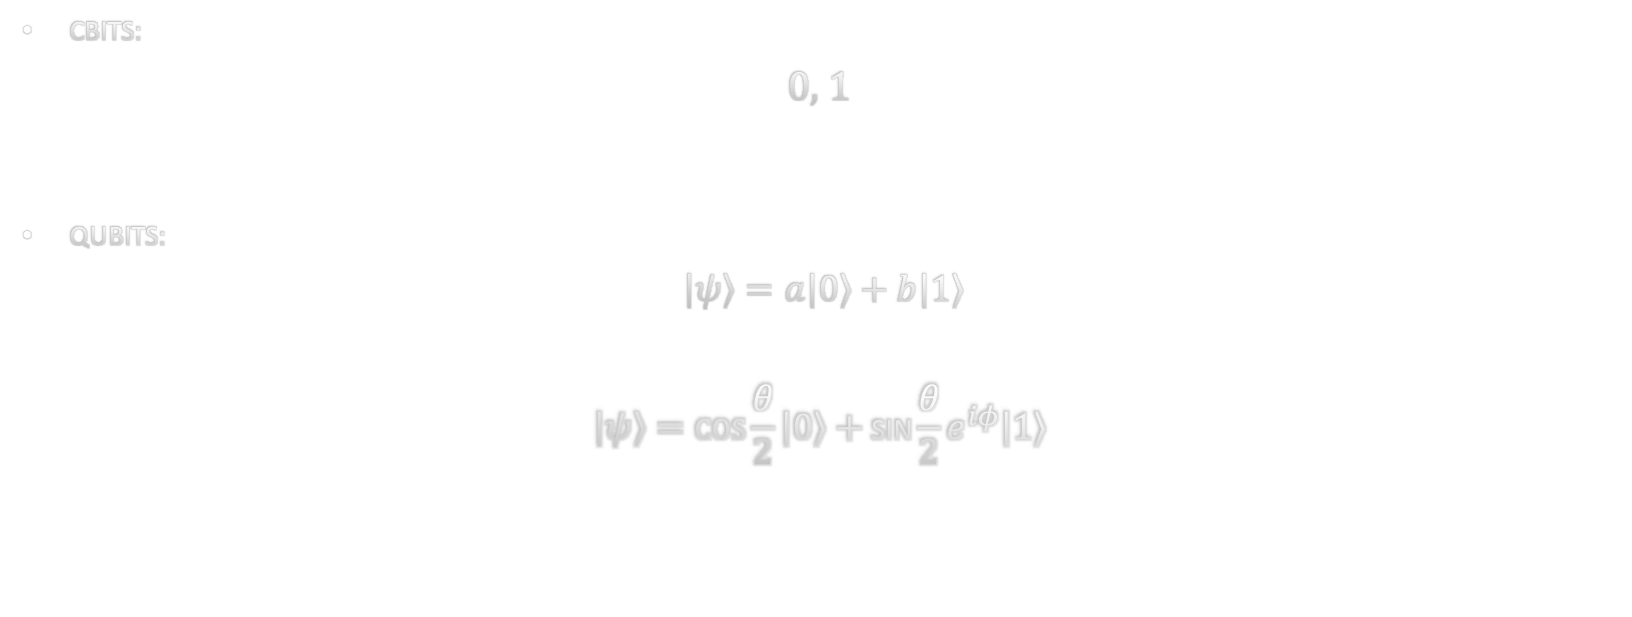 • CBITS:
0, 1
• QUBITS:
|ψ⟩ = a|0⟩ + b|1⟩
|ψ⟩ = COS θ/2 |0⟩ + SIN θ/2 e^{iϕ}|1⟩